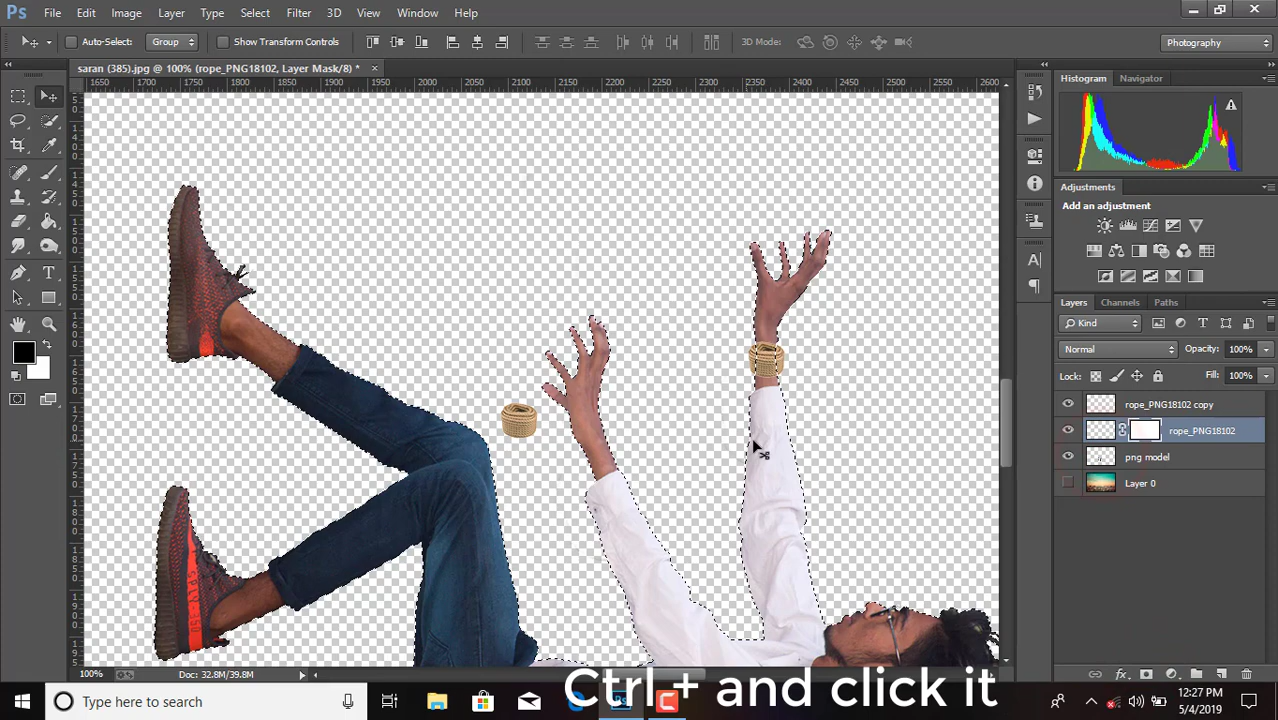 Ps File Edit Image Layer Type Select Filter 3D View Window Help
Auto-Select: Group Show Transform Controls 3D Mode: Photography
saran (385).jpg @ 100% (rope_PNG18102, Layer Mask/8) * ×
1650 1700 1750 1800 1850 1900 1950 2000 2050 2100 2150 2200 2250 2300 2350 2400 2450 2500 2550 2600
Histogram Navigator
Adjustments
Add an adjustment
Layers Channels Paths
Kind
Normal Opacity: 100%
Lock: Fill: 100%
rope_PNG18102 copy
rope_PNG18102
png model
Layer 0
100% Doc: 32.8M/39.8M
Ctrl + and click it
Type here to search
5/4/2019